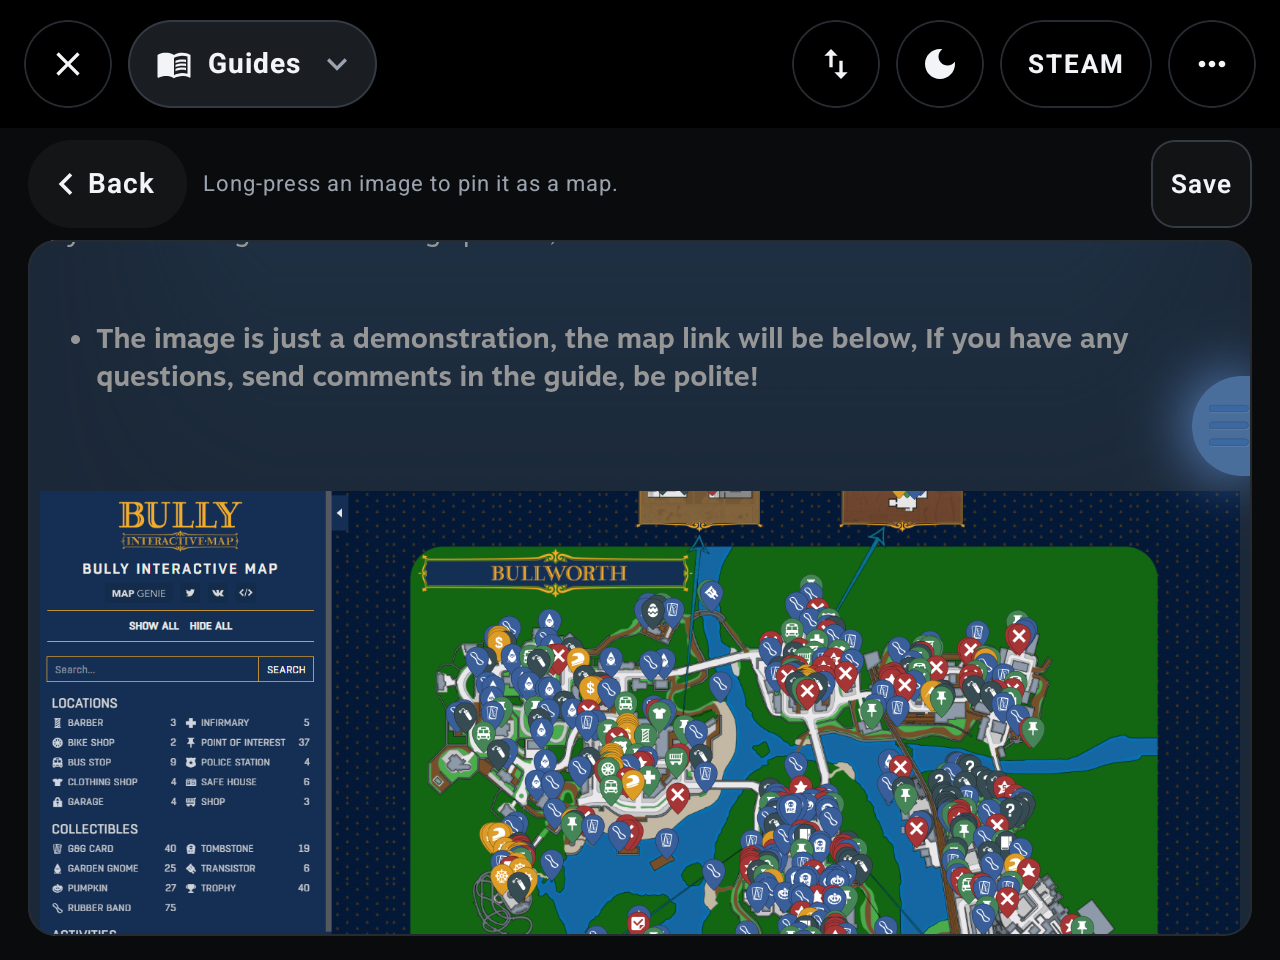 Guides
STEAM
Back
Long-press an image to pin it as a map.
Save
The image is just a demonstration, the map link will be below, If you have any
questions, send comments in the guide, be polite!
BULLY
INTERACTIVE MAP
BULLY INTERACTIVE MAP
MAP GENIE
SHOW ALL HIDE ALL
Search...
SEARCH
LOCATIONS
BARBER 3
INFIRMARY 5
BIKE SHOP 2
POINT OF INTEREST 37
BUS STOP 9
POLICE STATION 4
CLOTHING SHOP 4
SAFE HOUSE 6
GARAGE 4
SHOP 3
COLLECTIBLES
G&G CARD 40
TOMBSTONE 19
GARDEN GNOME 25
TRANSISTOR 6
PUMPKIN 27
TROPHY 40
RUBBER BAND 75
ACTIVITIES
BULLWORTH